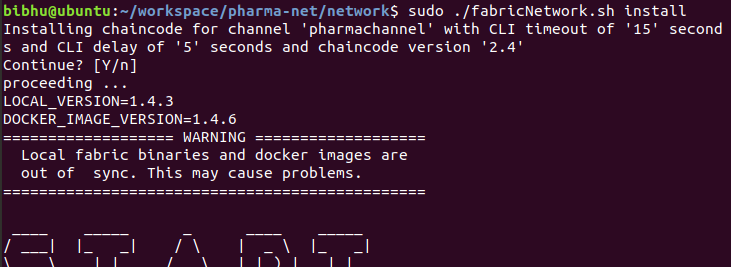 bibhu@ubuntu:~/workspace/pharma-net/network$ sudo ./fabricNetwork.sh install
Installing chaincode for channel 'pharmachannel' with CLI timeout of '15' second
s and CLI delay of '5' seconds and chaincode version '2.4'
Continue? [Y/n]
proceeding ...
LOCAL_VERSION=1.4.3
DOCKER_IMAGE_VERSION=1.4.6
=================== WARNING ===================
Local fabric binaries and docker images are
out of  sync. This may cause problems.
===============================================
START